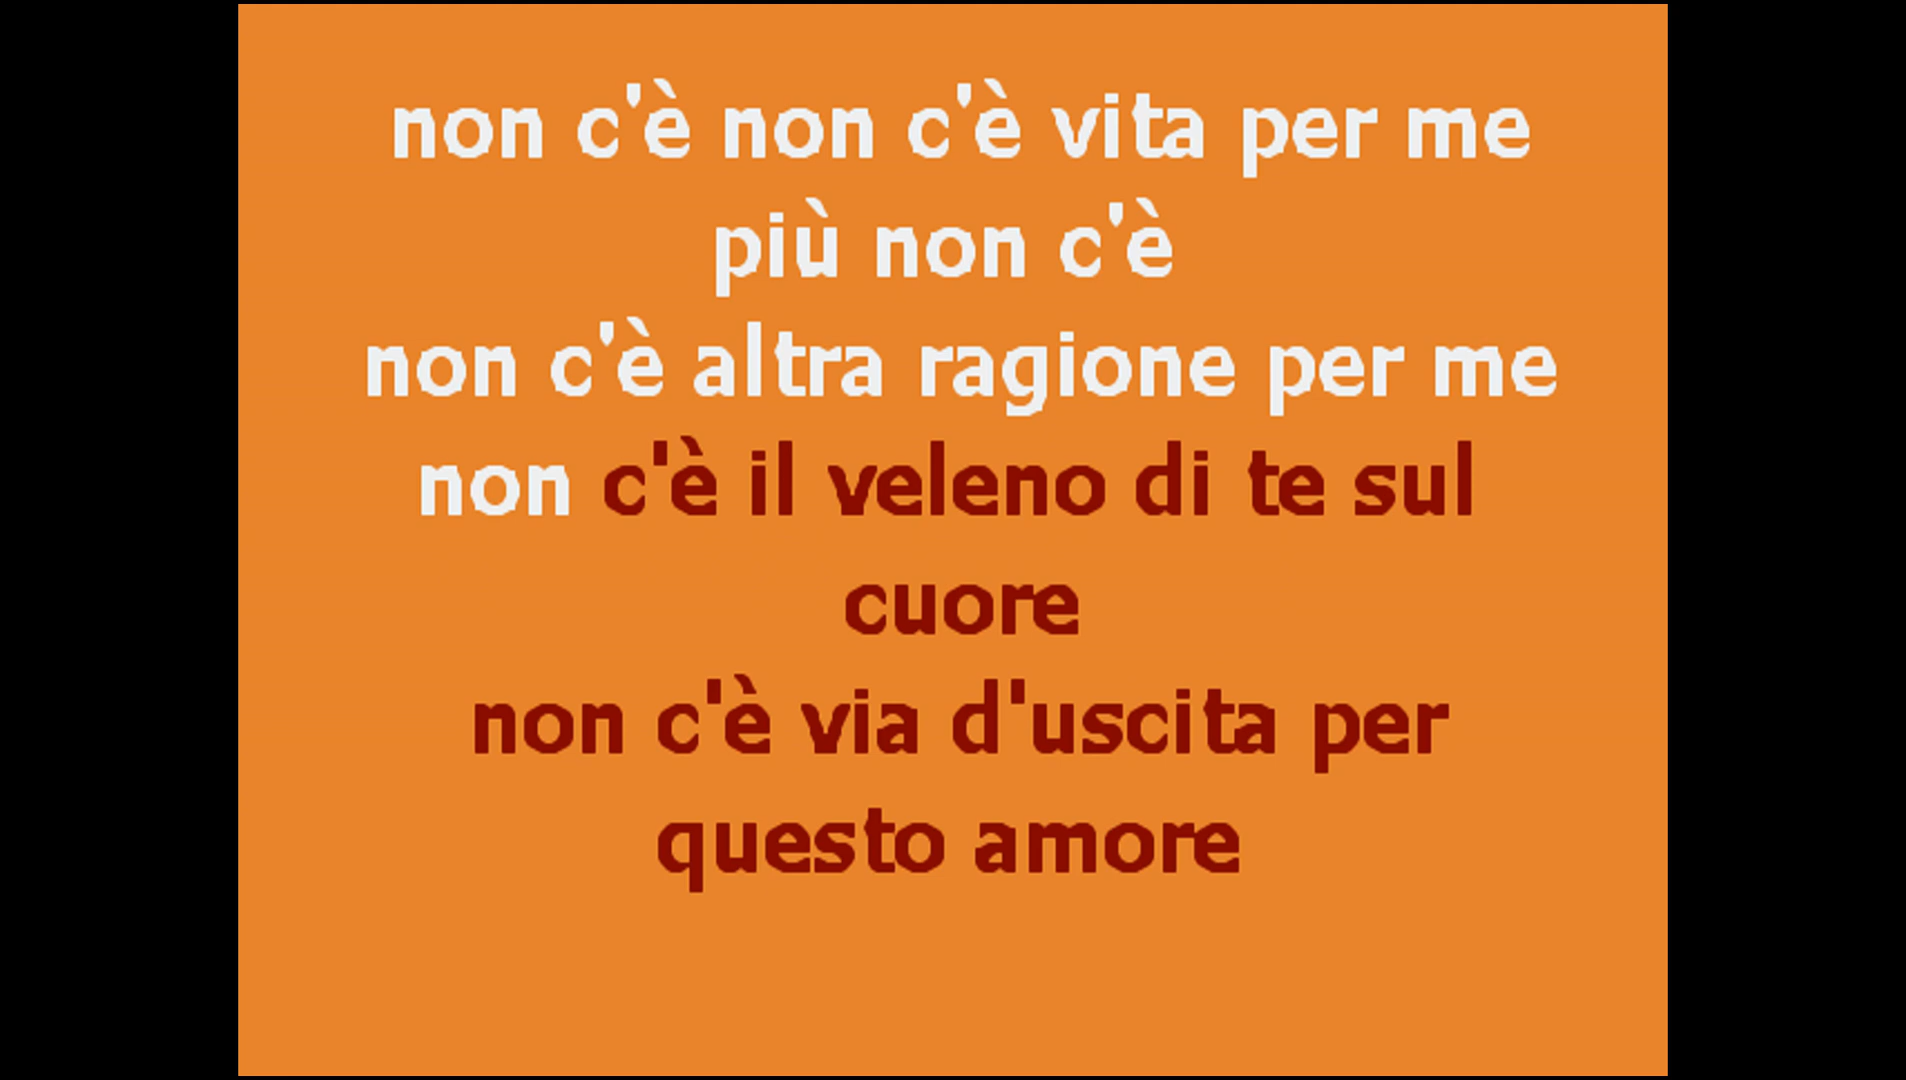 non c'è non c'è vita per me
più non c'è
non c'è altra ragione per me
non c'è il veleno di te sul
cuore
non c'è via d'uscita per
questo amore